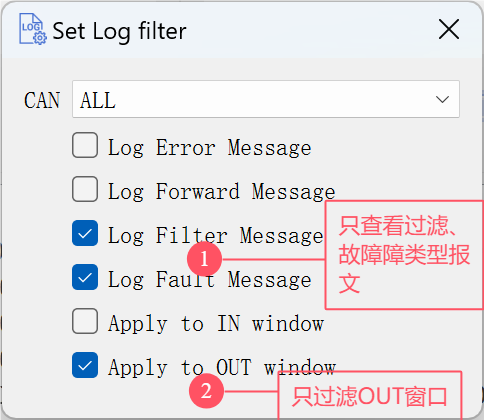 LOG
Set Log filter
CAN ALL
Log Error Message
Log Forward Message
Log Filter Message
Log Fault Message
Apply to IN window
Apply to OUT window
1
只查看过滤、
故障障类型报
文
2
只过滤OUT窗口